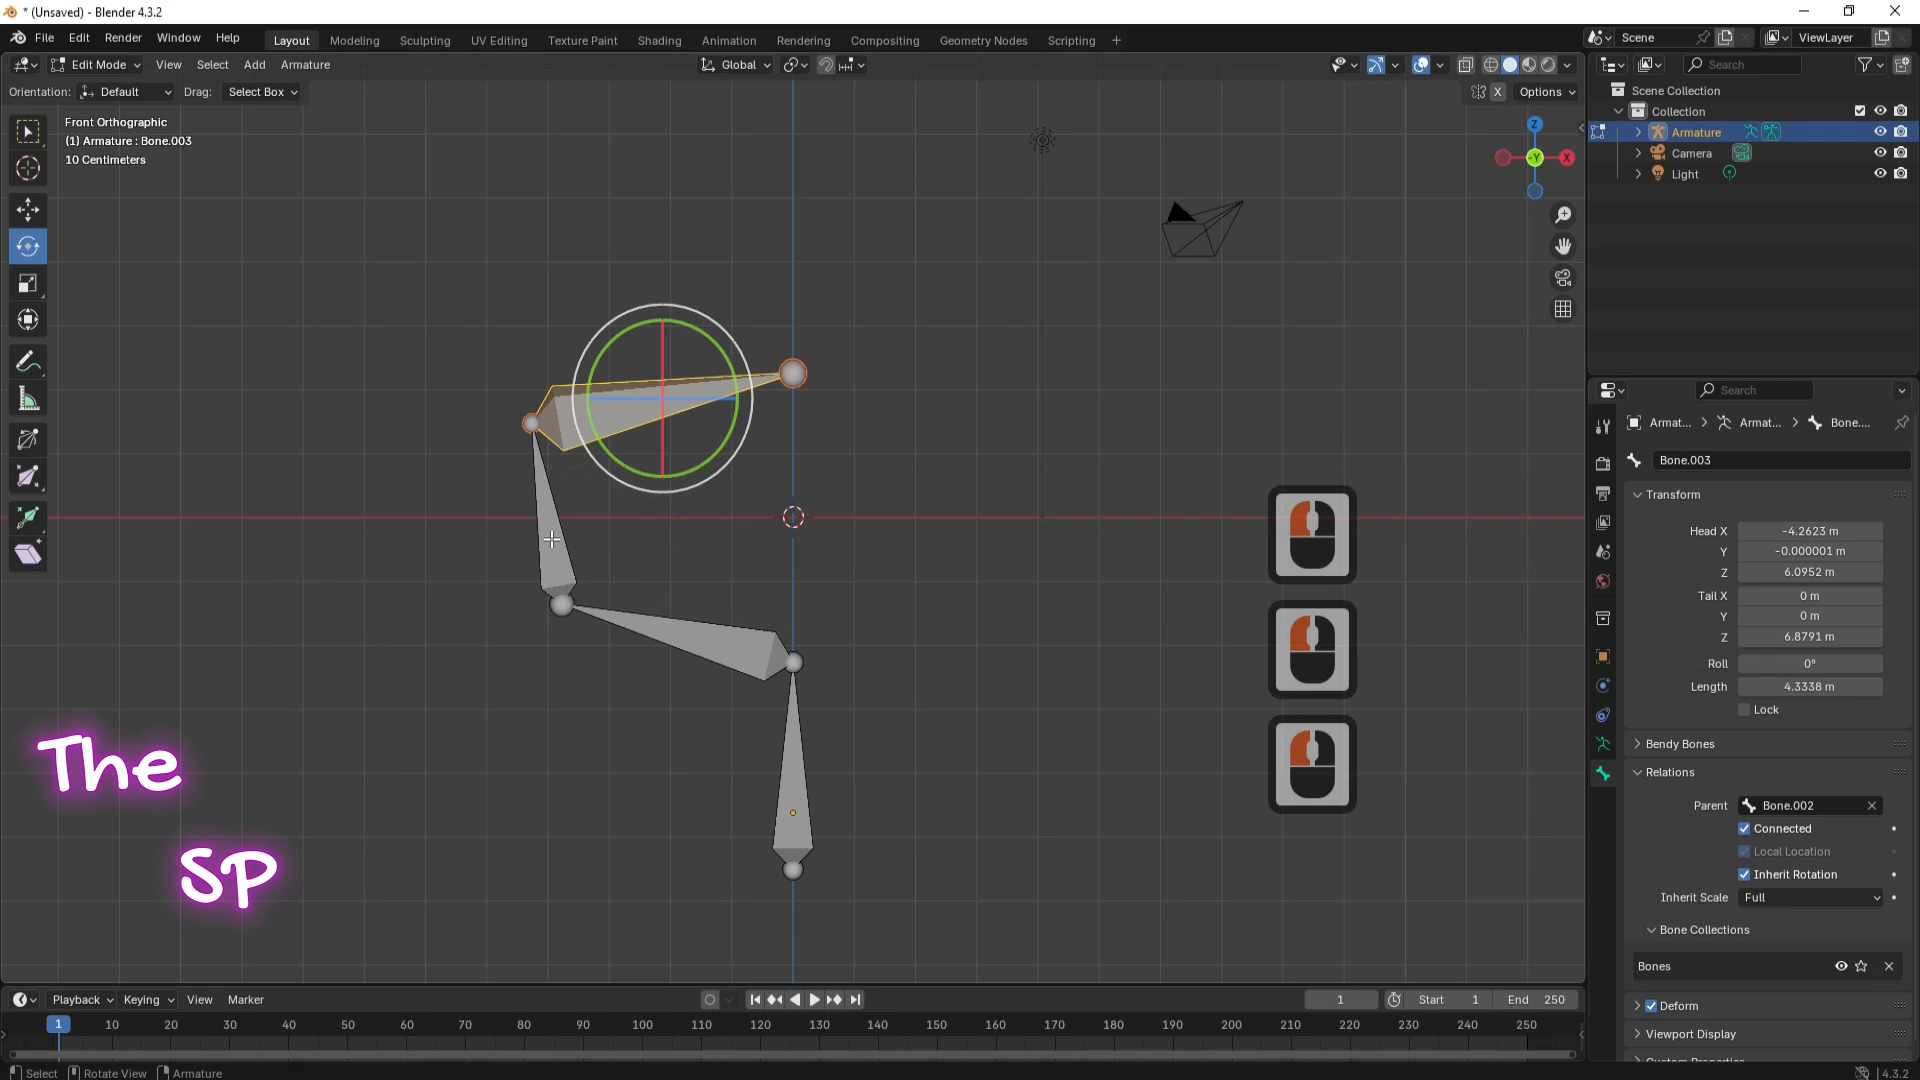 * (Unsaved) - Blender 4.3.2
File Edit Render Window Help
Layout Modeling Sculpting UV Editing Texture Paint Shading Animation Rendering Compositing Geometry Nodes Scripting +
Scene
ViewLayer
Edit Mode View Select Add Armature
Global
Search
Orientation: Default Drag: Select Box
X Options
Front Orthographic
(1) Armature : Bone.003
10 Centimeters
Z
-Y
X
Scene Collection
Collection
Armature
Camera
Light
Search
Armat... > Armat... > Bone....
Bone.003
Transform
Head X -4.2623 m
Y -0.000001 m
Z 6.0952 m
Tail X 0 m
Y 0 m
Z 6.8791 m
Roll 0°
Length 4.3338 m
Lock
Bendy Bones
Relations
Parent Bone.002
Connected
Local Location
Inherit Rotation
Inherit Scale Full
Bone Collections
Bones
Deform
Viewport Display
The
SP
Playback Keying View Marker
1 Start 1 End 250
1 10 20 30 40 50 60 70 80 90 100 110 120 130 140 150 160 170 180 190 200 210 220 230 240 250
Select Rotate View Armature
4.3.2